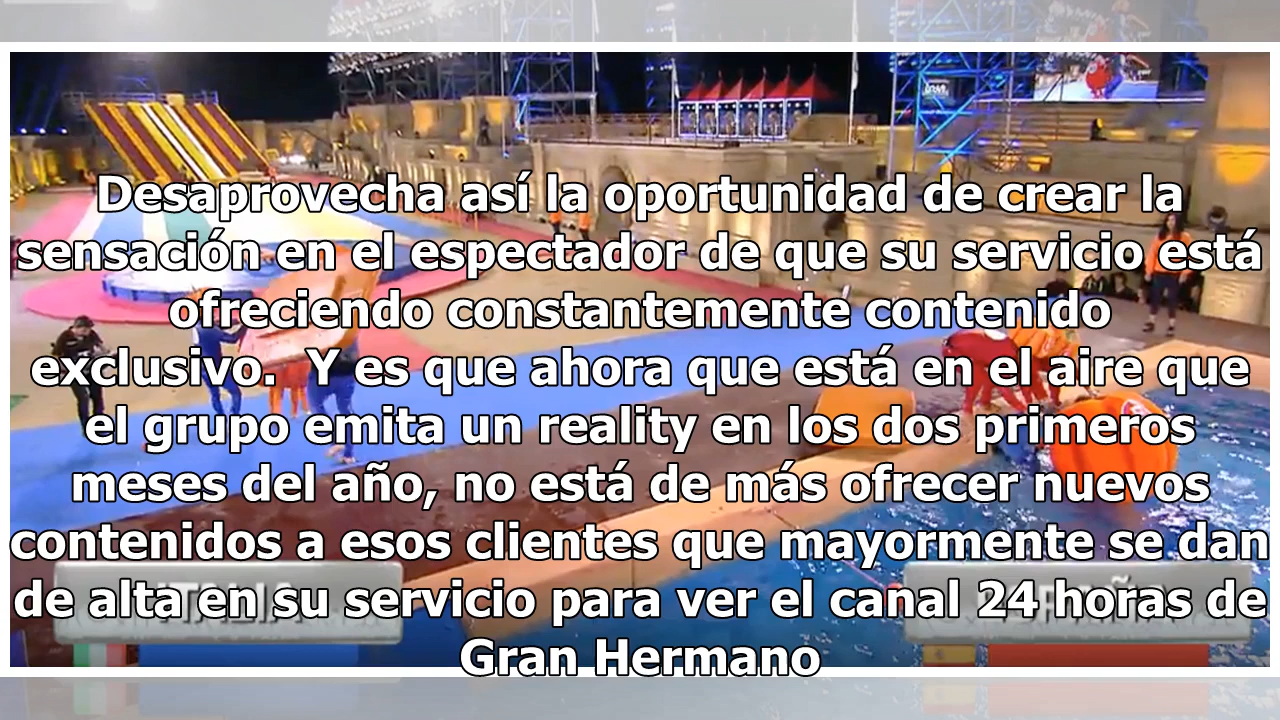 Desaprovecha así la oportunidad de crear la
sensación en el espectador de que su servicio está
ofreciendo constantemente contenido
exclusivo.  Y es que ahora que está en el aire que
el grupo emita un reality en los dos primeros
meses del año, no está de más ofrecer nuevos
contenidos a esos clientes que mayormente se dan
de alta en su servicio para ver el canal 24 horas de
Gran Hermano